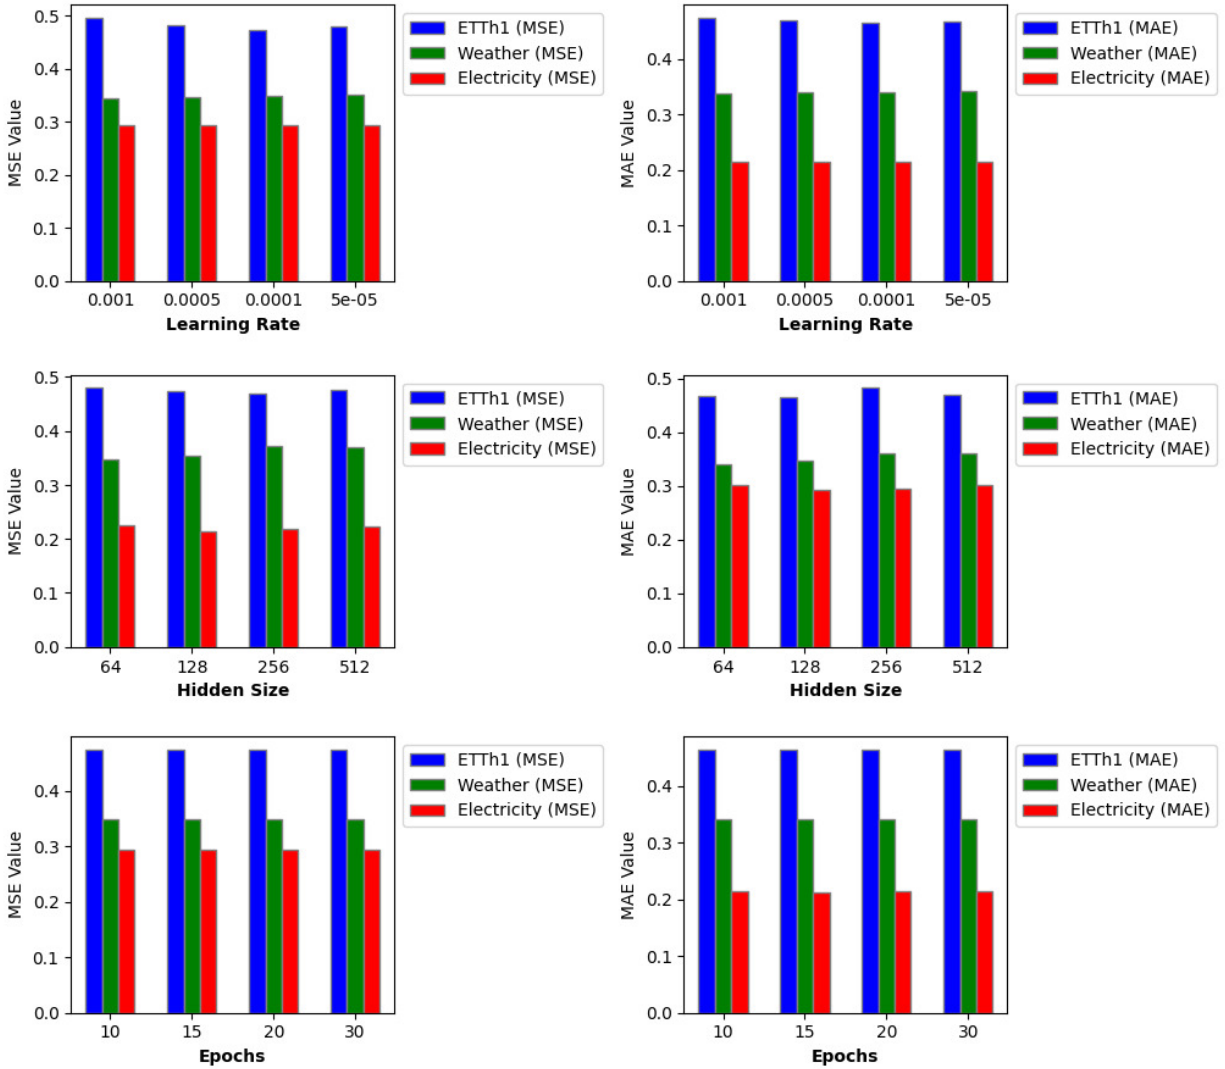 0.5
0.4
0.3
0.2
0.1
0.0
MSE Value
0.001 0.0005 0.0001 5e-05
Learning Rate
ETTh1 (MSE)
Weather (MSE)
Electricity (MSE)
0.4
0.3
0.2
0.1
0.0
MAE Value
0.001 0.0005 0.0001 5e-05
Learning Rate
ETTh1 (MAE)
Weather (MAE)
Electricity (MAE)
0.5
0.4
0.3
0.2
0.1
0.0
MSE Value
64 128 256 512
Hidden Size
ETTh1 (MSE)
Weather (MSE)
Electricity (MSE)
0.5
0.4
0.3
0.2
0.1
0.0
MAE Value
64 128 256 512
Hidden Size
ETTh1 (MAE)
Weather (MAE)
Electricity (MAE)
0.4
0.3
0.2
0.1
0.0
MSE Value
10 15 20 30
Epochs
ETTh1 (MSE)
Weather (MSE)
Electricity (MSE)
0.4
0.3
0.2
0.1
0.0
MAE Value
10 15 20 30
Epochs
ETTh1 (MAE)
Weather (MAE)
Electricity (MAE)